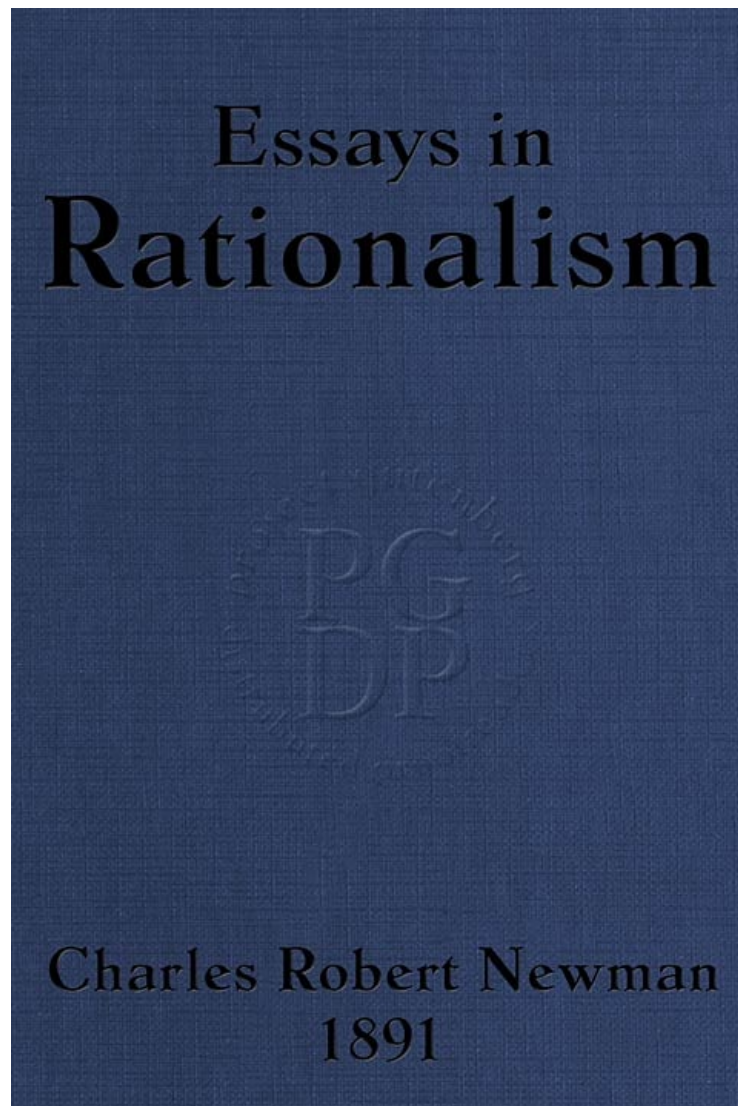 Essays in
Rationalism
PG
DP
Charles Robert Newman
1891